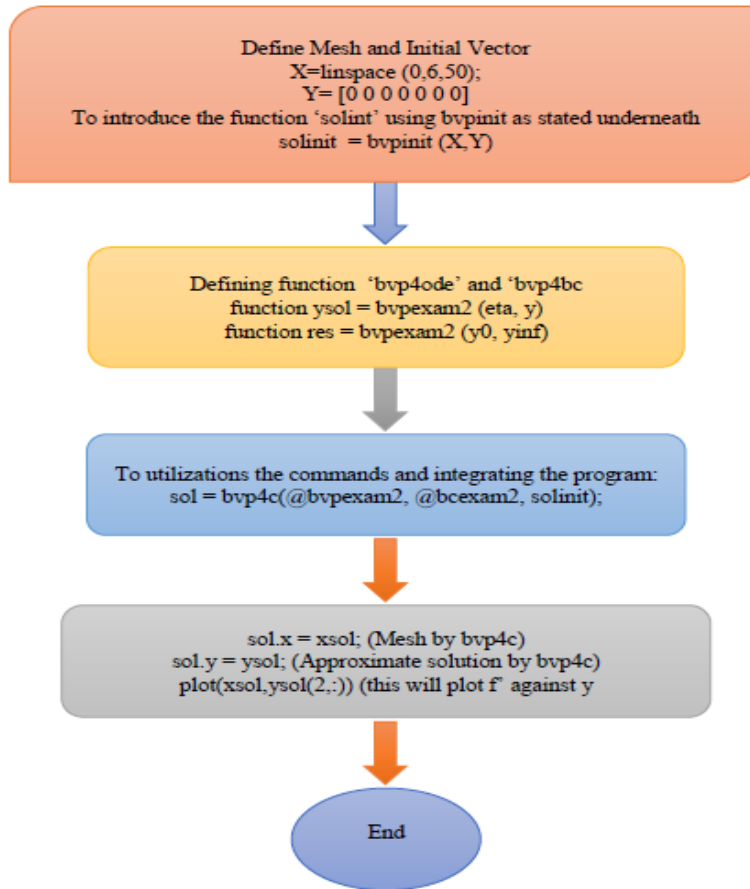 Define Mesh and Initial Vector
X=linspace (0,6,50);
Y= [0 0 0 0 0 0 0]
To introduce the function ‘solint’ using bvpinit as stated underneath
solinit  = bvpinit (X,Y)
Defining function  ‘bvp4ode’ and ‘bvp4bc
function ysol = bvpexam2 (eta, y)
function res = bvpexam2 (y0, yinf)
To utilizations the commands and integrating the program:
sol = bvp4c(@bvpexam2, @bcexam2, solinit);
sol.x = xsol; (Mesh by bvp4c)
sol.y = ysol; (Approximate solution by bvp4c)
plot(xsol,ysol(2,:)) (this will plot f’ against y
End